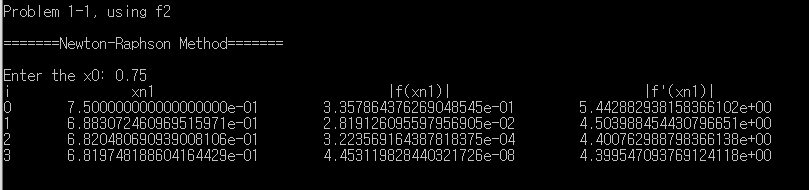 Problem 1-1, using f2
=======Newton-Raphson Method=======
Enter the x0: 0.75
i xn1 |f(xn1)| |f'(xn1)|
0 7.500000000000000000e-01 3.357864376269048545e-01 5.442882938158366102e+00
1 6.883072460969515971e-01 2.819126095597956905e-02 4.503988454430796651e+00
2 6.820480690939008106e-01 3.223569164387818375e-04 4.400762988798366138e+00
3 6.819748188604164429e-01 4.453119828440321726e-08 4.399547093769124118e+00